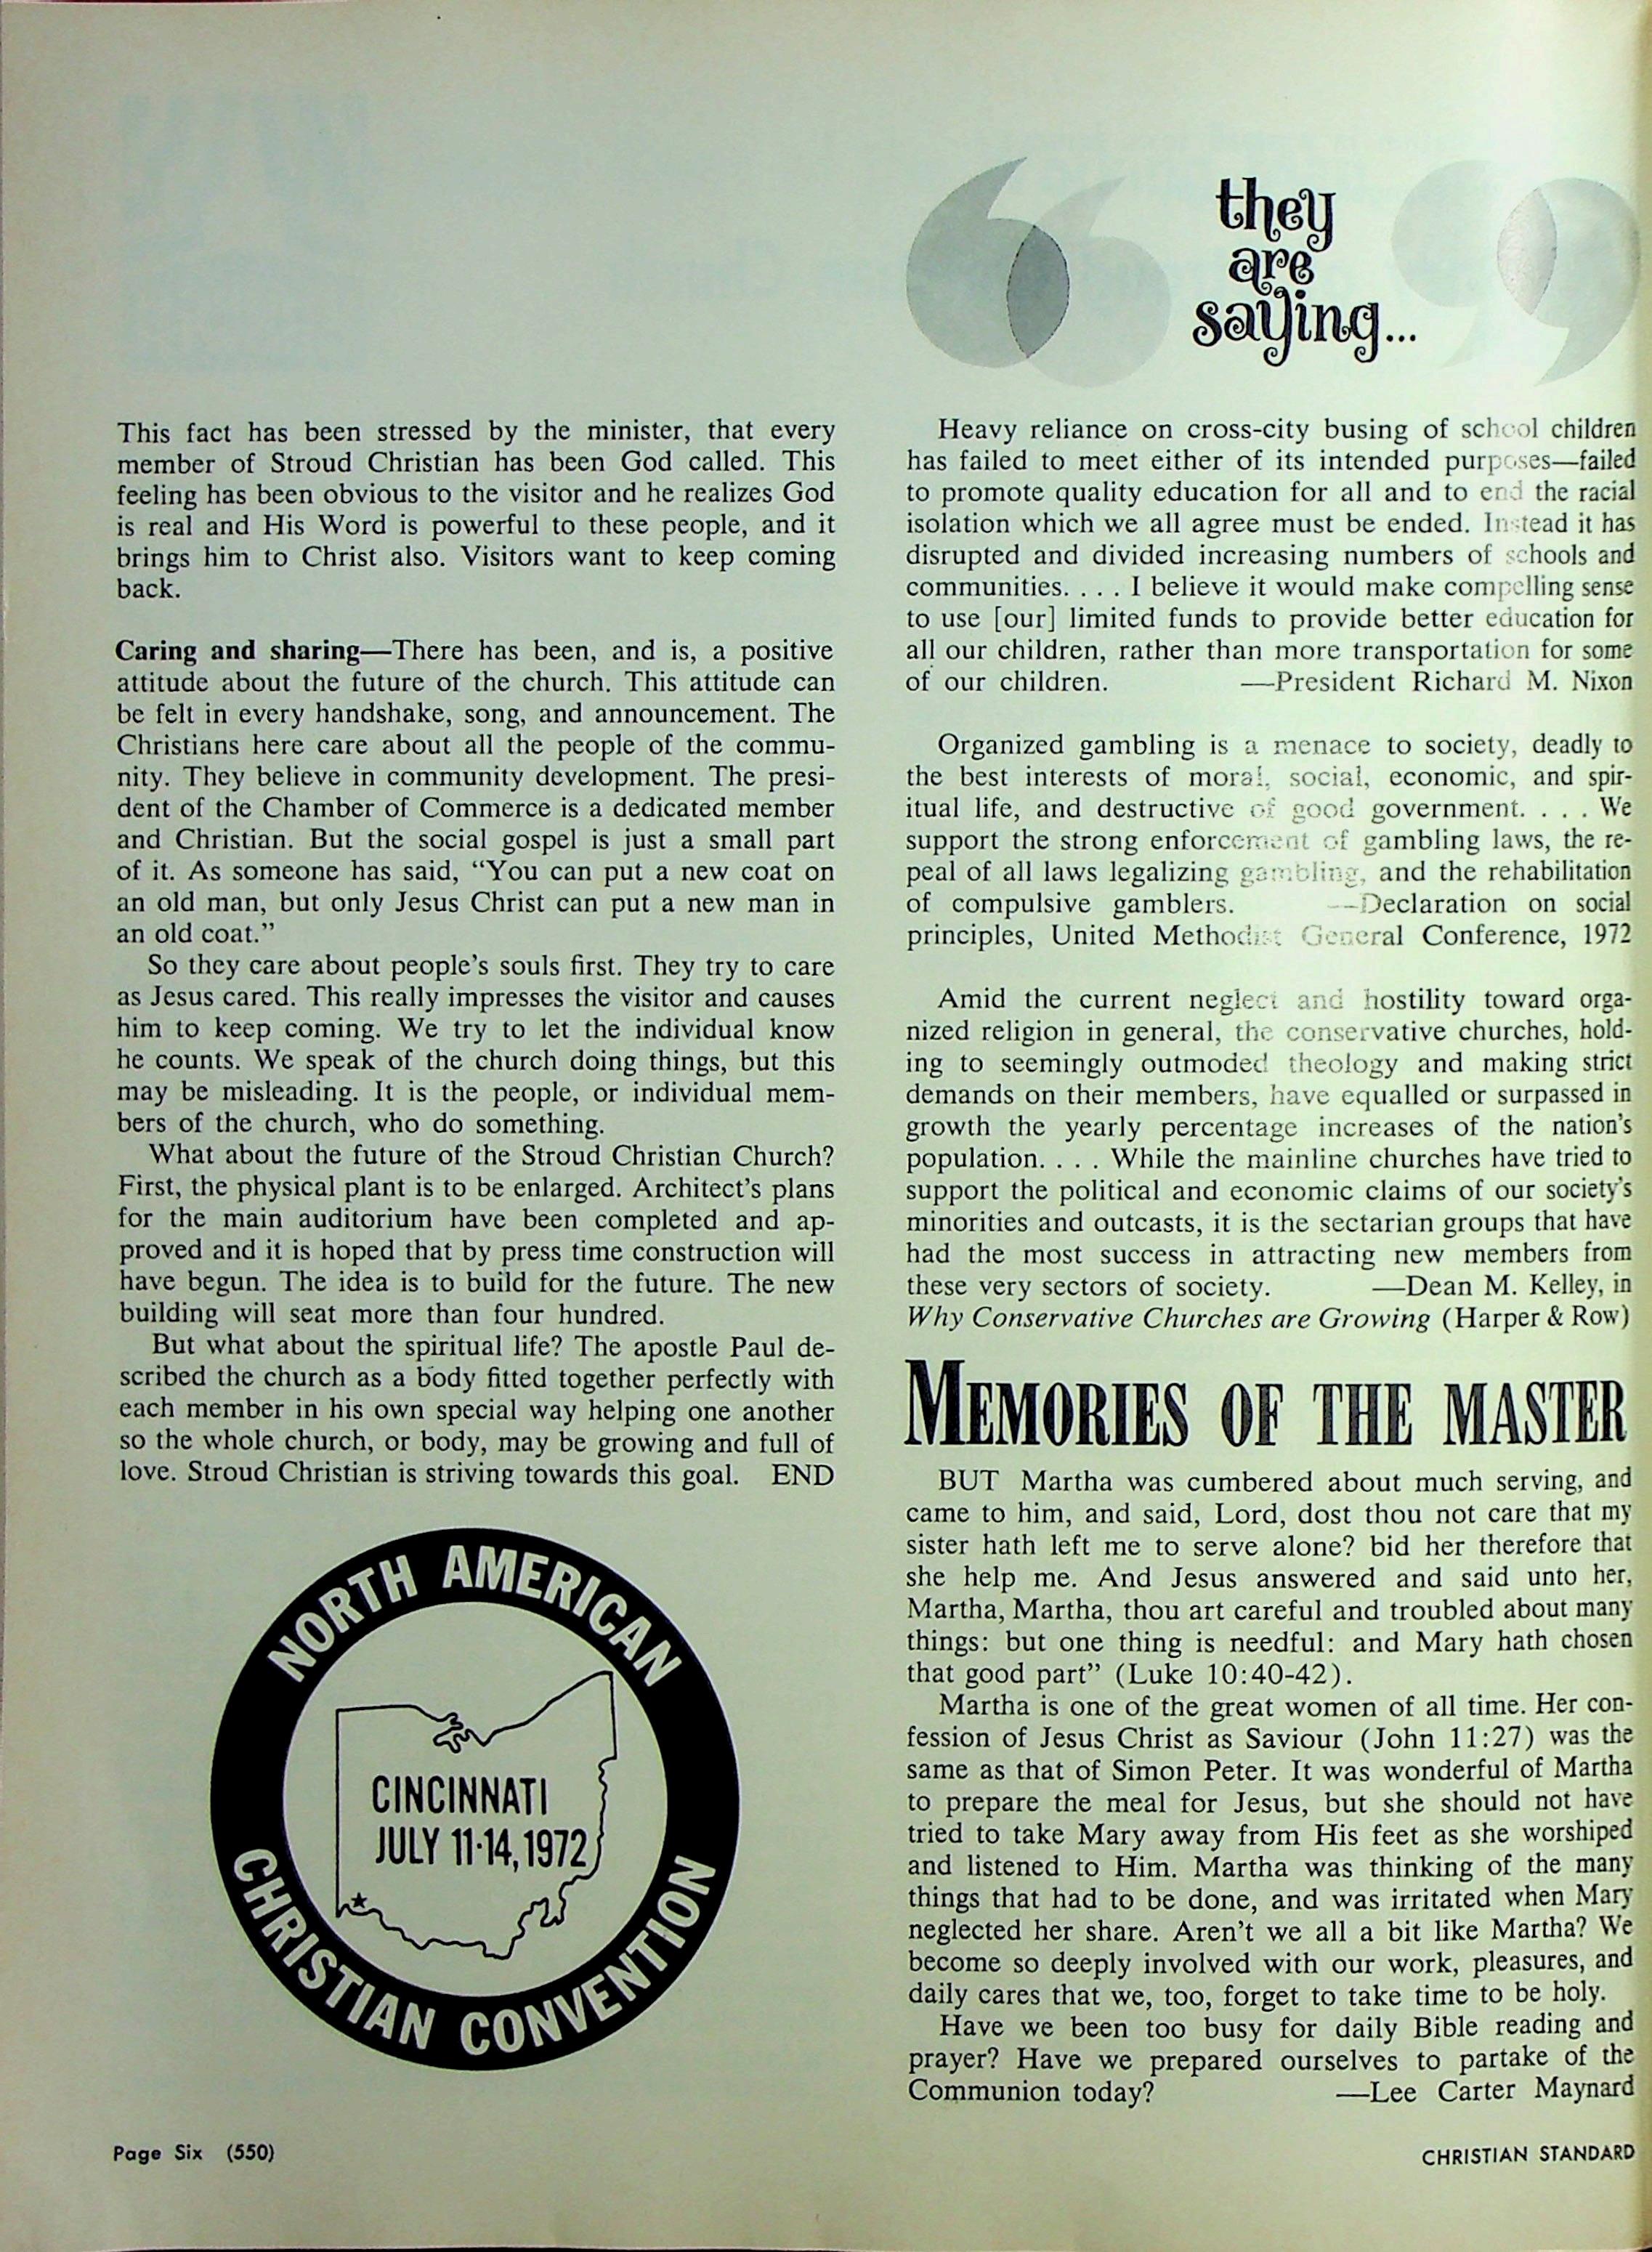 This fact has been stressed by the minister, that every
member of Stroud Christian has been God called. This
feeling has been obvious to the visitor and he realizes God
is real and His Word is powerful to these people, and it
brings him to Christ also. Visitors want to keep coming
back.
Caring and sharing—There has been, and is, a positive
attitude about the future of the church. This attitude can
be felt in every handshake, song, and announcement. The
Christians here care about all the people of the commu-
nity. They believe in community development. The presi-
dent of the Chamber of Commerce is a dedicated member
and Christian. But the social gospel is just a small part
of it. As someone has said, “You can put a new coat on
an old man, but only Jesus Christ can put a new man in
an old coat.”
So they care about people's souls first. They try to care
as Jesus cared. This really impresses the visitor and causes
him to keep coming. We try to let the individual know
he counts. We speak of the church doing things, but this
may be misleading. It is the people, or individual mem-
bers of the church, who do something.
What about the future of the Stroud Christian Church?
First, the physical plant is to be enlarged. Architect's plans
for the main auditorium have been completed and ap-
proved and it is hoped that by press time construction will
have begun. The idea is to build for the future. The new
building will seat more than four hundred.
But what about the spiritual life? The apostle Paul de-
scribed the church as a body fitted together perfectly with
each member in his own special way helping one another
so the whole church, or body, may be growing and full of
love. Stroud Christian is striving towards this goal. END
NORTH AMERICAN
CINCINNATI
JULY 11-14, 1972
CHRISTIAN CONVENTION
they
are
saying...
Heavy reliance on cross-city busing of school children
has failed to meet either of its intended purposes—failed
to promote quality education for all and to end the racial
isolation which we all agree must be ended. Instead it has
disrupted and divided increasing numbers of schools and
communities. . . . I believe it would make compelling sense
to use [our] limited funds to provide better education for
all our children, rather than more transportation for some
of our children. —President Richard M. Nixon
Organized gambling is a menace to society, deadly to
the best interests of moral, social, economic, and spir-
itual life, and destructive of good government. . . . We
support the strong enforcement of gambling laws, the re-
peal of all laws legalizing gambling, and the rehabilitation
of compulsive gamblers. —Declaration on social
principles, United Methodist General Conference, 1972
Amid the current neglect and hostility toward orga-
nized religion in general, the conservative churches, hold-
ing to seemingly outmoded theology and making strict
demands on their members, have equalled or surpassed in
growth the yearly percentage increases of the nation's
population. . . . While the mainline churches have tried to
support the political and economic claims of our society's
minorities and outcasts, it is the sectarian groups that have
had the most success in attracting new members from
these very sectors of society. —Dean M. Kelley, in
Why Conservative Churches are Growing (Harper & Row)
MEMORIES OF THE MASTER
BUT Martha was cumbered about much serving, and
came to him, and said, Lord, dost thou not care that my
sister hath left me to serve alone? bid her therefore that
she help me. And Jesus answered and said unto her,
Martha, Martha, thou art careful and troubled about many
things: but one thing is needful: and Mary hath chosen
that good part” (Luke 10:40-42).
Martha is one of the great women of all time. Her con-
fession of Jesus Christ as Saviour (John 11:27) was the
same as that of Simon Peter. It was wonderful of Martha
to prepare the meal for Jesus, but she should not have
tried to take Mary away from His feet as she worshiped
and listened to Him. Martha was thinking of the many
things that had to be done, and was irritated when Mary
neglected her share. Aren't we all a bit like Martha? We
become so deeply involved with our work, pleasures, and
daily cares that we, too, forget to take time to be holy.
Have we been too busy for daily Bible reading and
prayer? Have we prepared ourselves to partake of the
Communion today? —Lee Carter Maynard
Page Six (550)
CHRISTIAN STANDARD